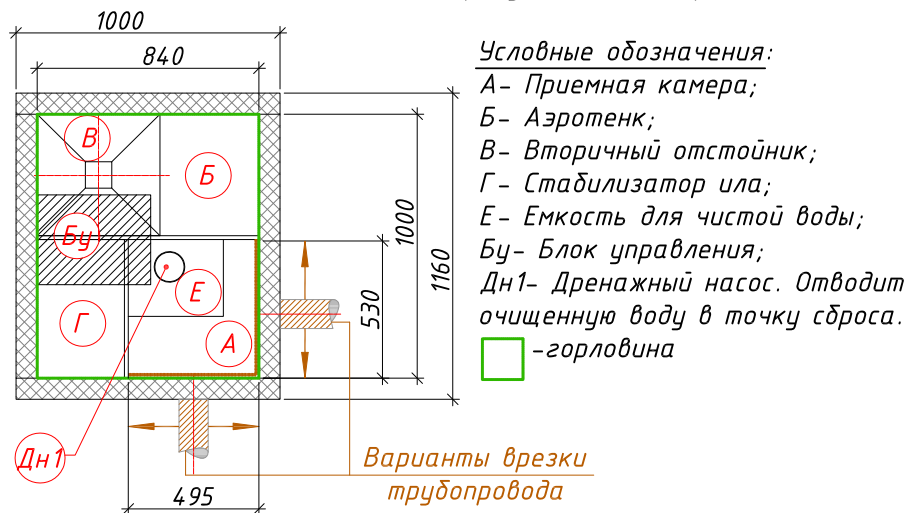 1000
840
Условные обозначения:
А- Приемная камера;
Б- Аэротенк;
В- Вторичный отстойник;
Г- Стабилизатор ила;
Е- Емкость для чистой воды;
Бу- Блок управления;
Дн1- Дренажный насос. Отводит
очищенную воду в точку сброса.
-горловина
В
Б
Бу
Е
Г
А
1000
1160
530
Дн1
495
Варианты врезки
трубопровода